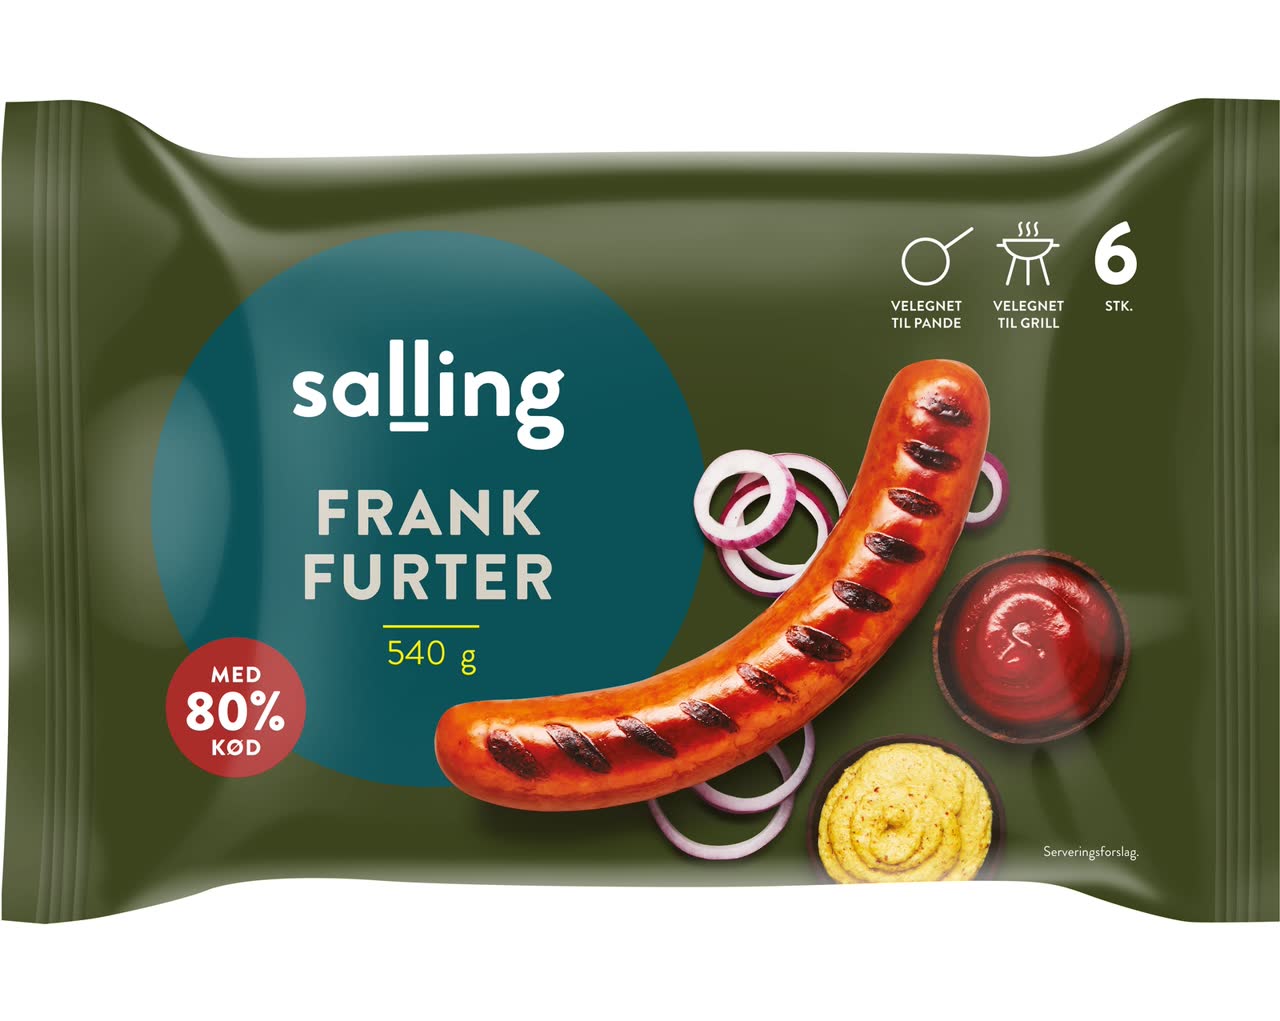 VELEGNET
TIL PANDE
VELEGNET
TIL GRILL
6
STK.
salling
FRANK
FURTER
540 g
MED
80%
KØD
Serveringsforslag.